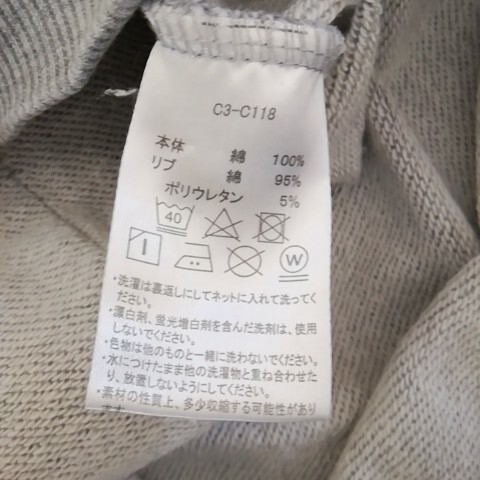 C3-C118
本体 綿 100%
リブ 綿 95%
ポリウレタン 5%
40
W
・洗濯は裏返しにしてネットに入れて洗ってく
ださい。
・漂白剤、蛍光増白剤を含んだ洗剤は、使用
しないでください。
・色物は他のものと一緒に洗わないでください。
・水につけたまま他の洗濯物と重ね合わせた
り、放置しないようにしてください。
・素材の性質上、多少収縮する可能性があり
ます